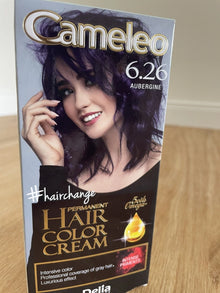 Cameleo
6.26
AUBERGINE
#hairchange
PERMANENT
HAIR
COLOR
CREAM
Intensive color
Professional coverage of gray hair
Luxurious effect
Delia